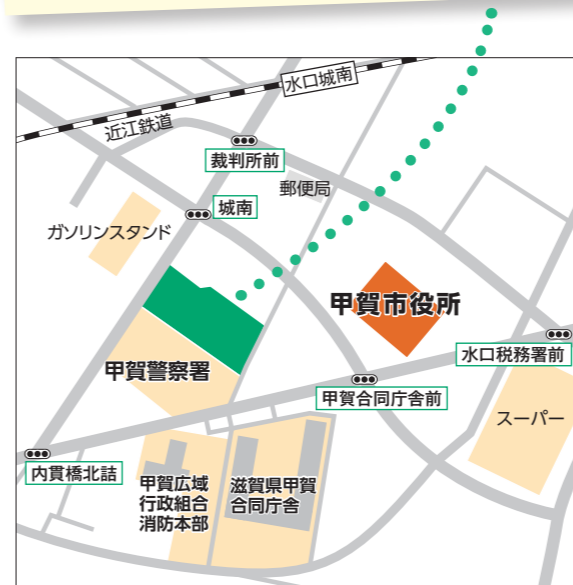 水口城南
近江鉄道
裁判所前
郵便局
城南
ガソリンスタンド
甲賀市役所
水口税務署前
甲賀警察署
甲賀合同庁舎前
スーパー
内貫橋北詰
甲賀広域
行政組合
消防本部
滋賀県甲賀
合同庁舎